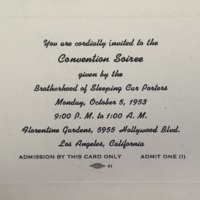 You are cordially invited to the
Convention Soiree
given by the
Brotherhood of Sleeping Car Porters
Monday, October 5, 1953
9:00 P. M. to 1:00 A. M.
Florentine Gardens, 5955 Hollywood Blvd.
Los Angeles, California
ADMISSION BY THIS CARD ONLY ADMIT ONE (1)
41